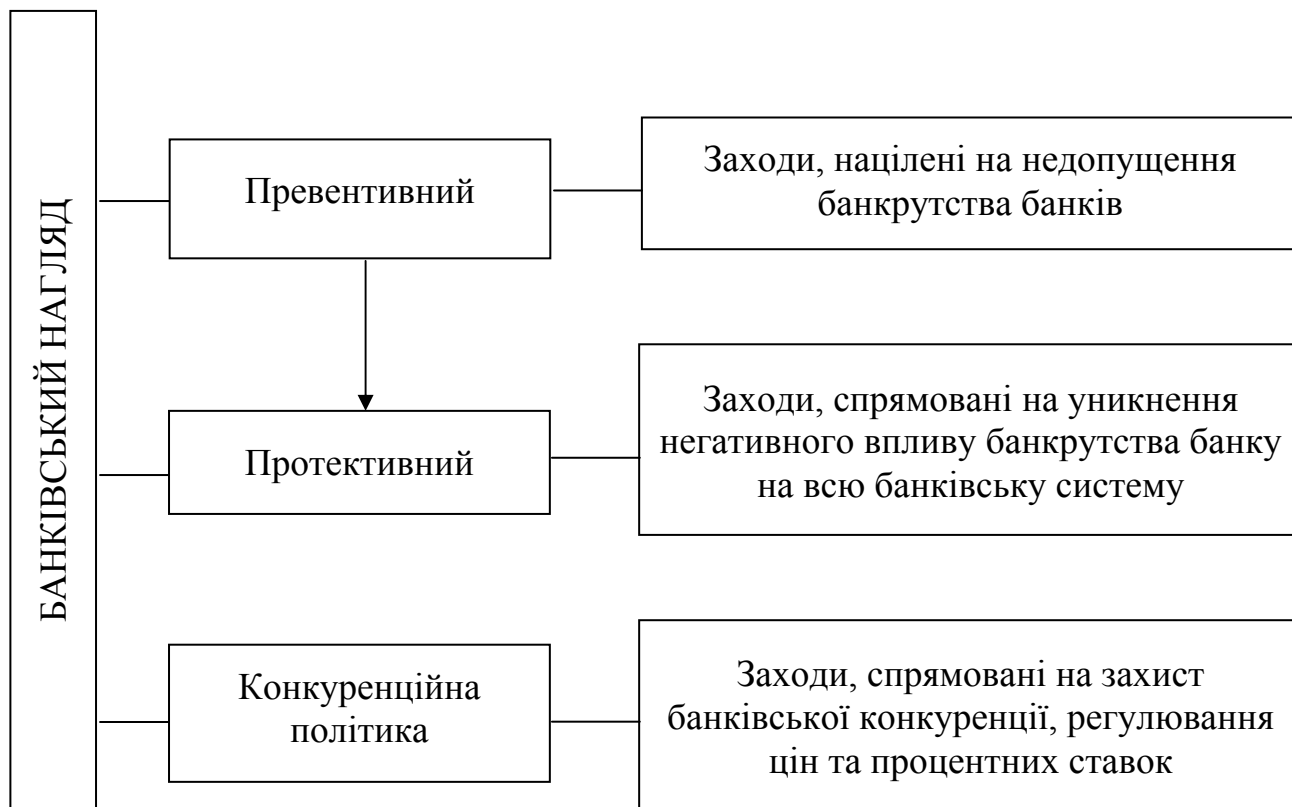 БАНКІВСЬКИЙ НАГЛЯД
Превентивний
Заходи, націлені на недопущення
банкрутства банків
Протективний
Заходи, спрямовані на уникнення
негативного впливу банкрутства банку
на всю банківську систему
Конкуренційна
політика
Заходи, спрямовані на захист
банківської конкуренції, регулювання
цін та процентних ставок